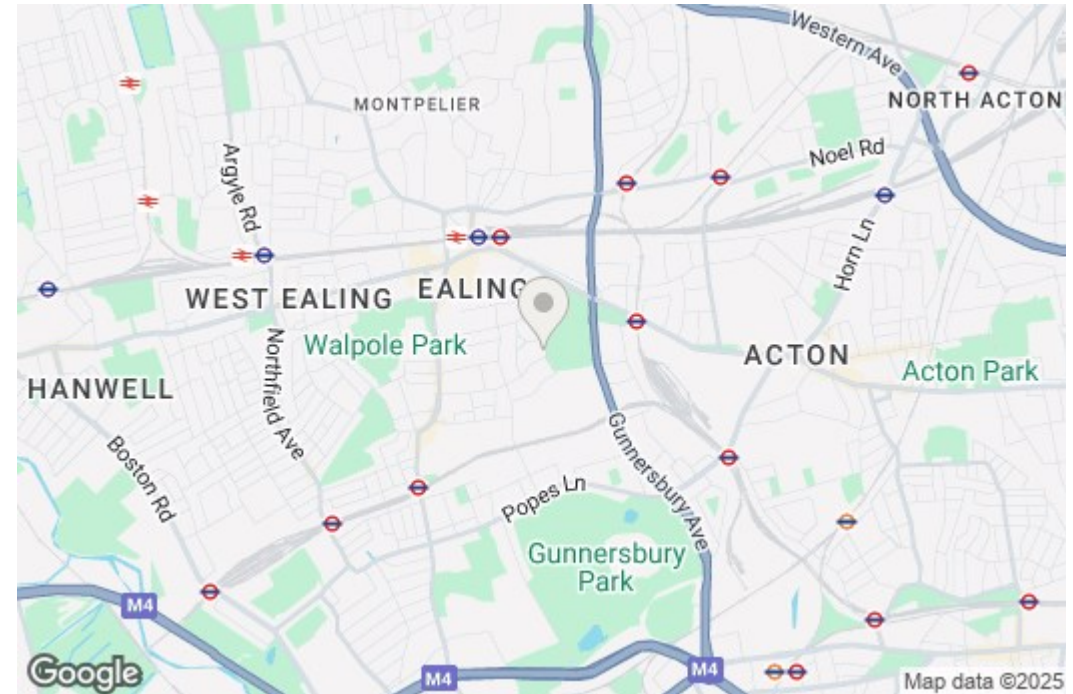 Western Ave
NORTH ACTON
MONTPELIER
Noel Rd
Argyle Rd
Horn Ln
WEST EALING
EALING
Walpole Park
ACTON
Acton Park
HANWELL
Northfield Ave
Gunnersbury Ave
Boston Rd
Popes Ln
Gunnersbury
Park
M4
M4
M4
Google
Map data ©2025